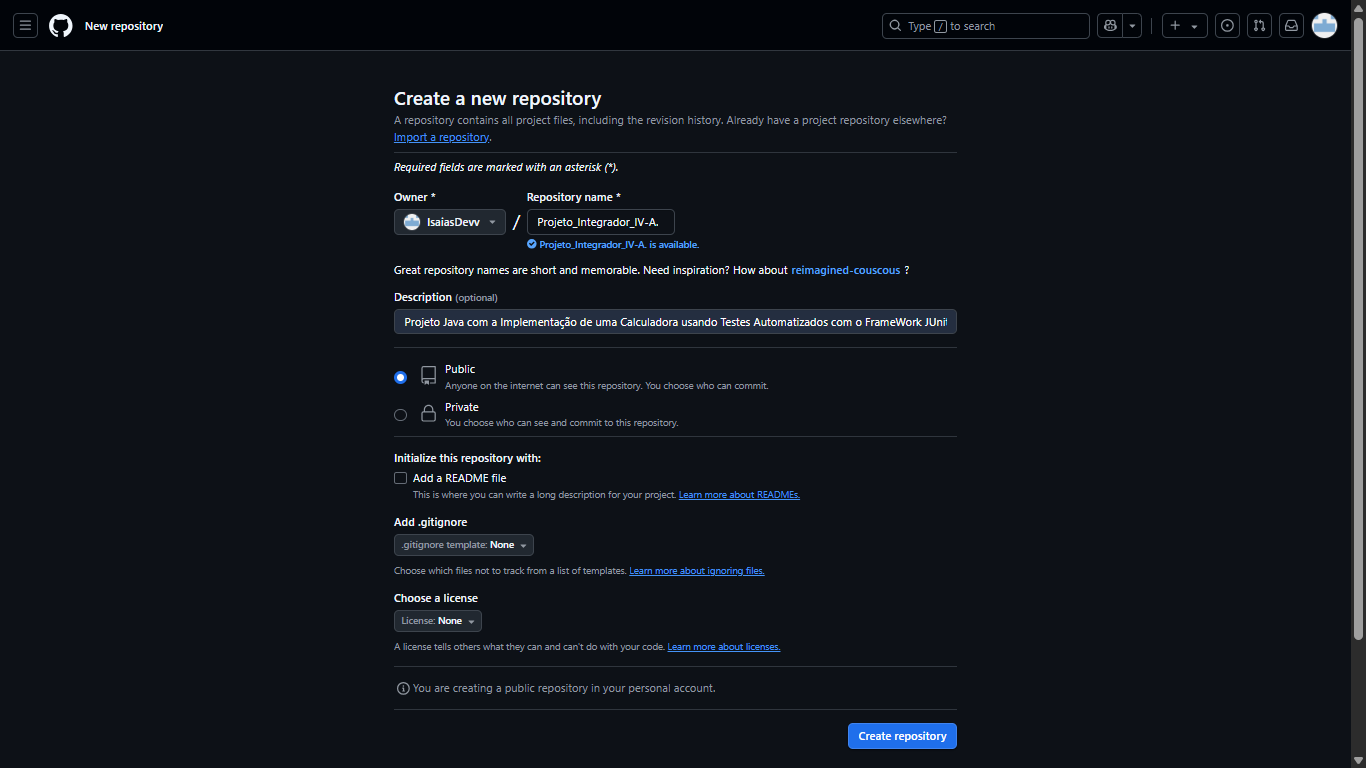 New repository
Type / to search
Create a new repository
A repository contains all project files, including the revision history. Already have a project repository elsewhere?
Import a repository.
Required fields are marked with an asterisk (*).
Owner *
Repository name *
IsaiasDevv / Projeto_Integrador_IV-A.
Projeto_Integrador_IV-A. is available.
Great repository names are short and memorable. Need inspiration? How about reimagined-couscous ?
Description (optional)
Projeto Java com a Implementação de uma Calculadora usando Testes Automatizados com o FrameWork JUnit
Public
Anyone on the internet can see this repository. You choose who can commit.
Private
You choose who can see and commit to this repository.
Initialize this repository with:
Add a README file
This is where you can write a long description for your project. Learn more about READMEs.
Add .gitignore
.gitignore template: None
Choose which files not to track from a list of templates. Learn more about ignoring files.
Choose a license
License: None
A license tells others what they can and can't do with your code. Learn more about licenses.
You are creating a public repository in your personal account.
Create repository